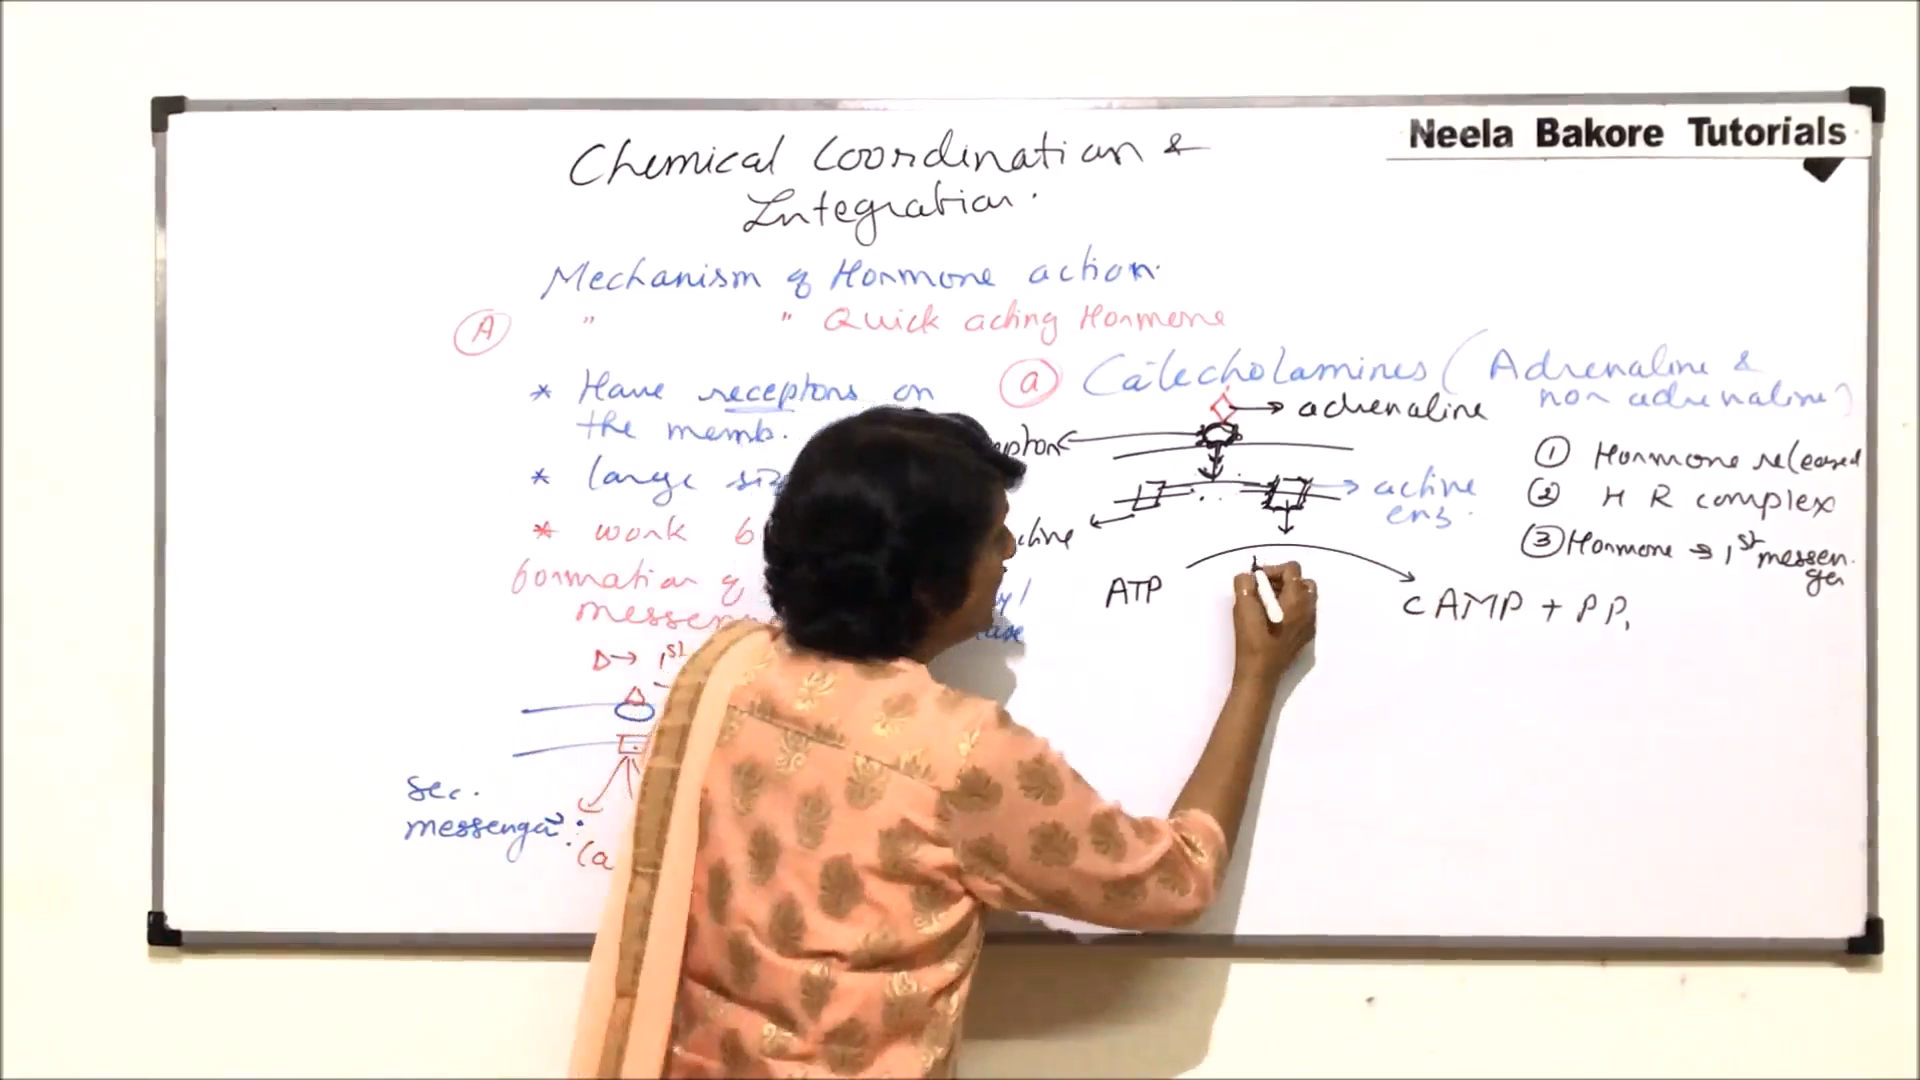 Neela Bakore Tutorials
Chemical Coordination &
Integration.
Mechanism of Hormone action.
A " " Quick acting Hormone
* Have receptors on
the memb.
* large
* work
formation of
D → 1st
sec.
messenger :
a Catecholamines (Adrenaline &
non adrenaline)
→ adrenaline
→ active
enz.
ATP
cAMP + PPi
1 Hormone released
2 H R complex
3 Hormone → 1st messen.
ger